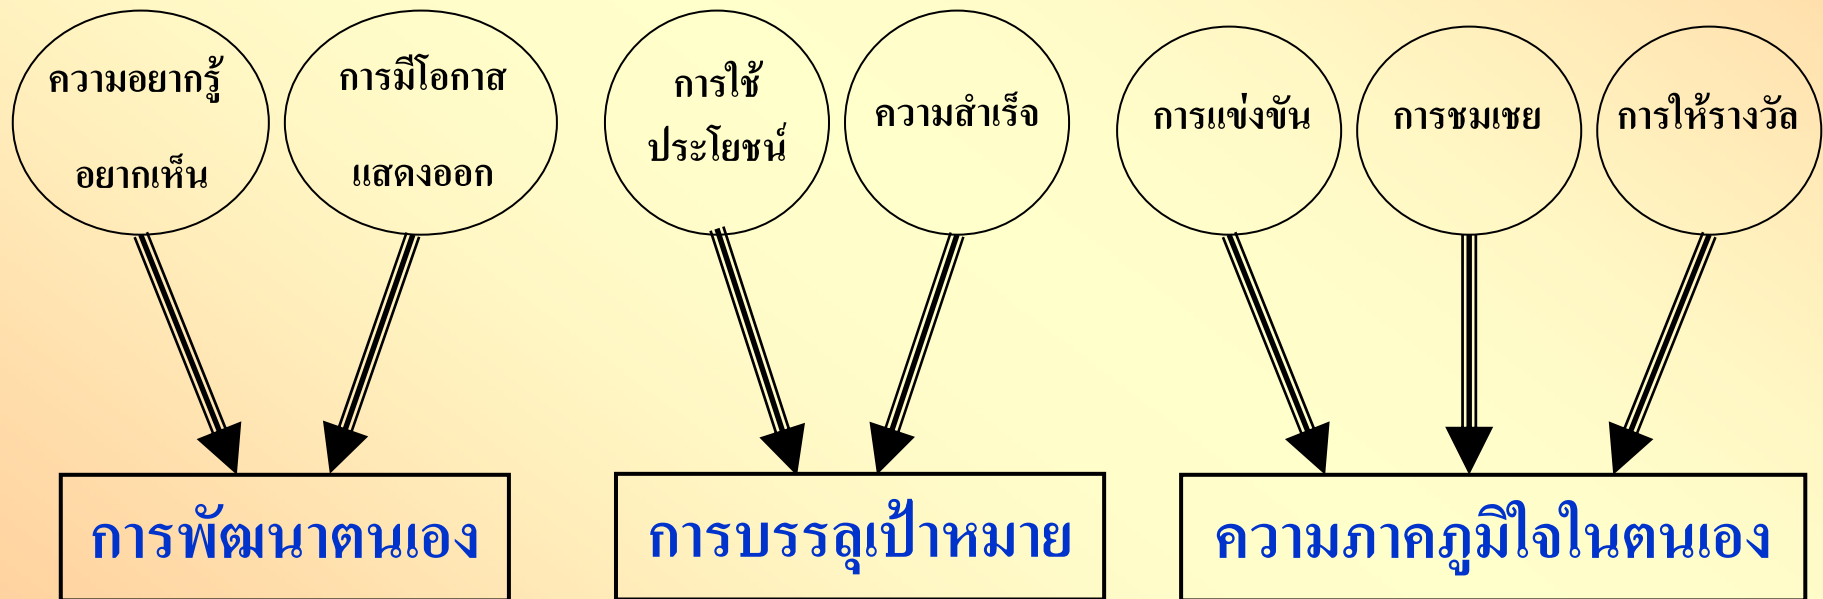 ความอยากรู้
อยากเห็น
การมีโอกาส
แสดงออก
การใช้
ประโยชน์
ความสำเร็จ
การแข่งขัน
การชมเชย
การให้รางวัล
การพัฒนาตนเอง
การบรรลุเป้าหมาย
ความภาคภูมิใจในตนเอง